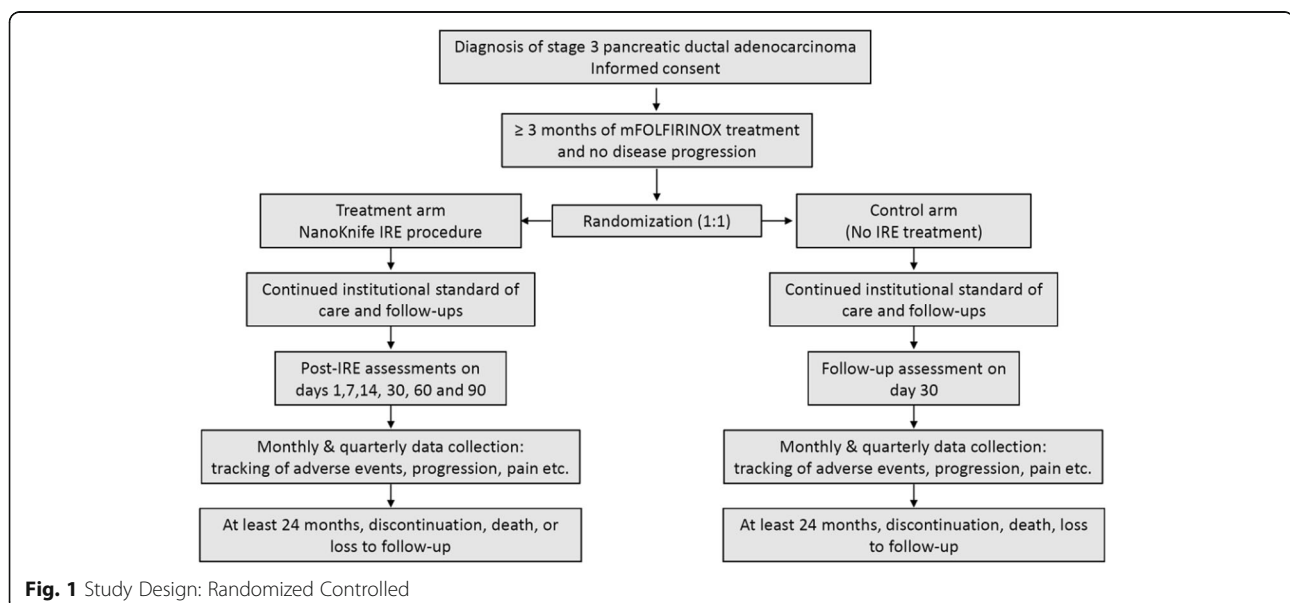 Diagnosis of stage 3 pancreatic ductal adenocarcinoma
Informed consent
≥ 3 months of mFOLFIRINOX treatment
and no disease progression
Randomization (1:1)
Treatment arm
NanoKnife IRE procedure
Continued institutional standard of
care and follow-ups
Post-IRE assessments on
days 1,7,14, 30, 60 and 90
Monthly & quarterly data collection:
tracking of adverse events, progression, pain etc.
At least 24 months, discontinuation, death, or
loss to follow-up
Control arm
(No IRE treatment)
Continued institutional standard of
care and follow-ups
Follow-up assessment on
day 30
Monthly & quarterly data collection:
tracking of adverse events, progression, pain etc.
At least 24 months, discontinuation, death, loss
to follow-up
Fig. 1 Study Design: Randomized Controlled